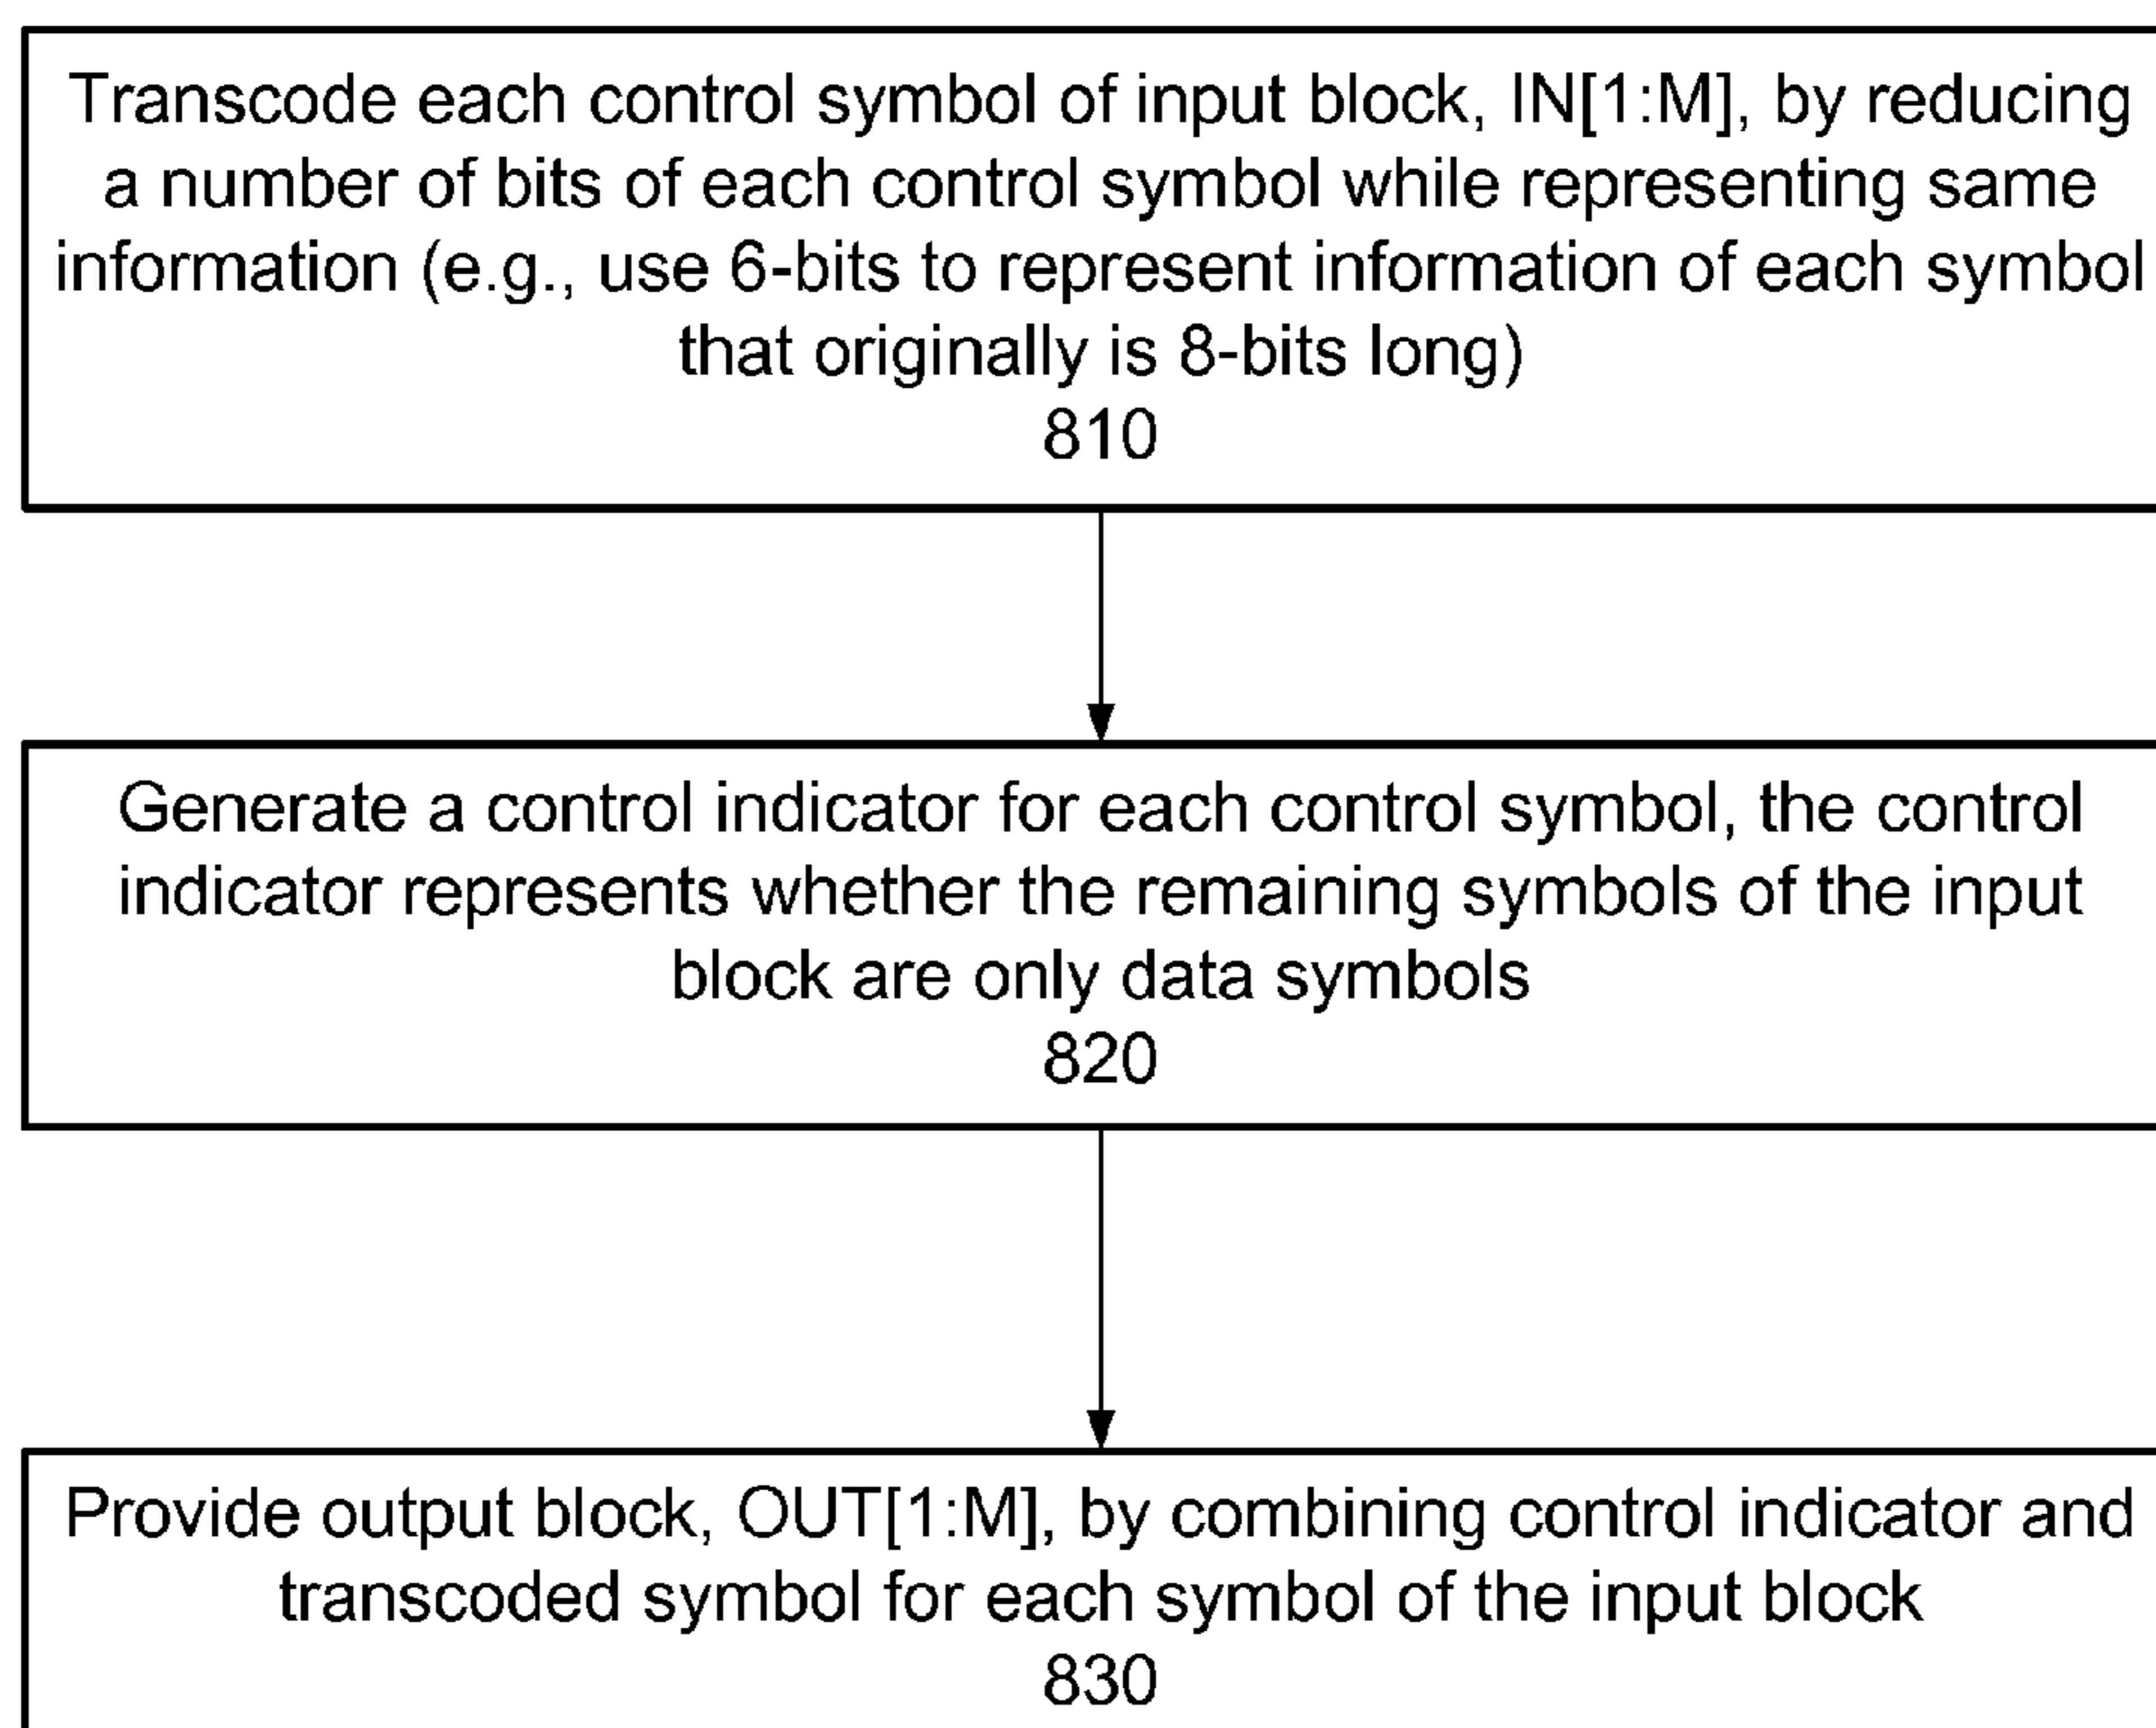 Transcode each control symbol of input block, IN[1:M], by reducing
a number of bits of each control symbol while representing same
information (e.g., use 6-bits to represent information of each symbol
that originally is 8-bits long)
810
Generate a control indicator for each control symbol, the control
indicator represents whether the remaining symbols of the input
block are only data symbols
820
Provide output block, OUT[1:M], by combining control indicator and
transcoded symbol for each symbol of the input block
830